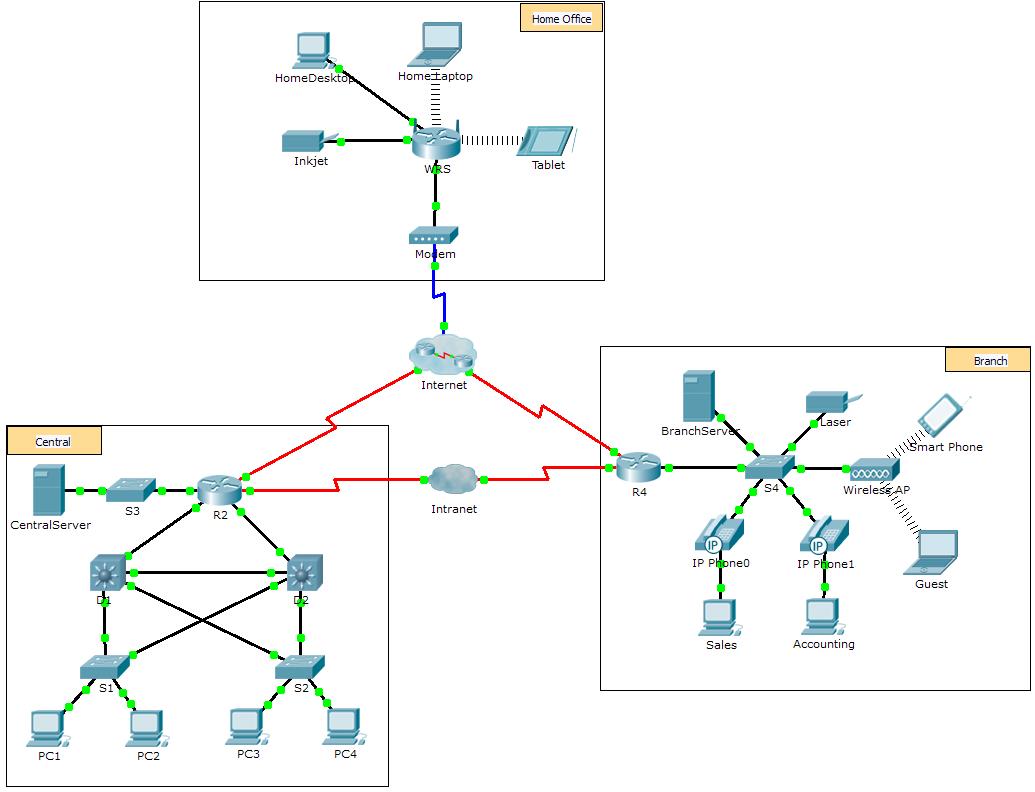 Home Office
HomeDesktop
Home Laptop
Inkjet
WRS
Tablet
Modem
Internet
Branch
BranchServer
Laser
Smart Phone
Central
CentralServer
S3
R2
Intranet
R4
S4
Wireless AP
IP
IP
IP Phone0
IP Phone1
Guest
D1
D2
Sales
Accounting
S1
S2
PC1
PC2
PC3
PC4